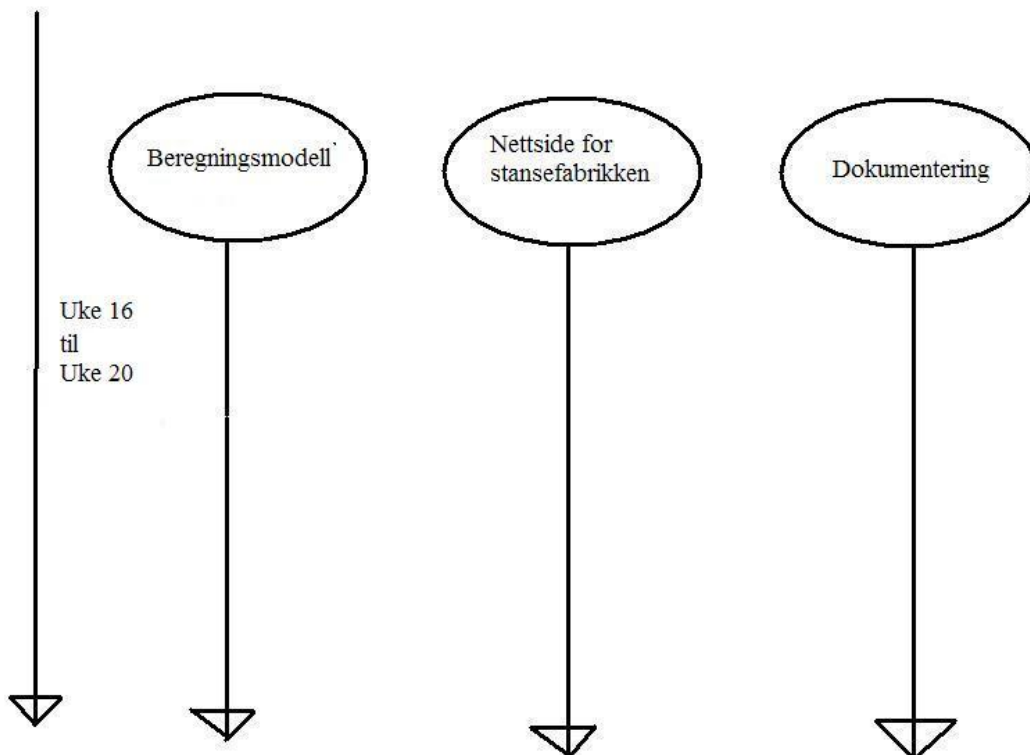 Beregningsmodell`
Nettside for
stansefabrikken
Dokumentering
Uke 16
til
Uke 20